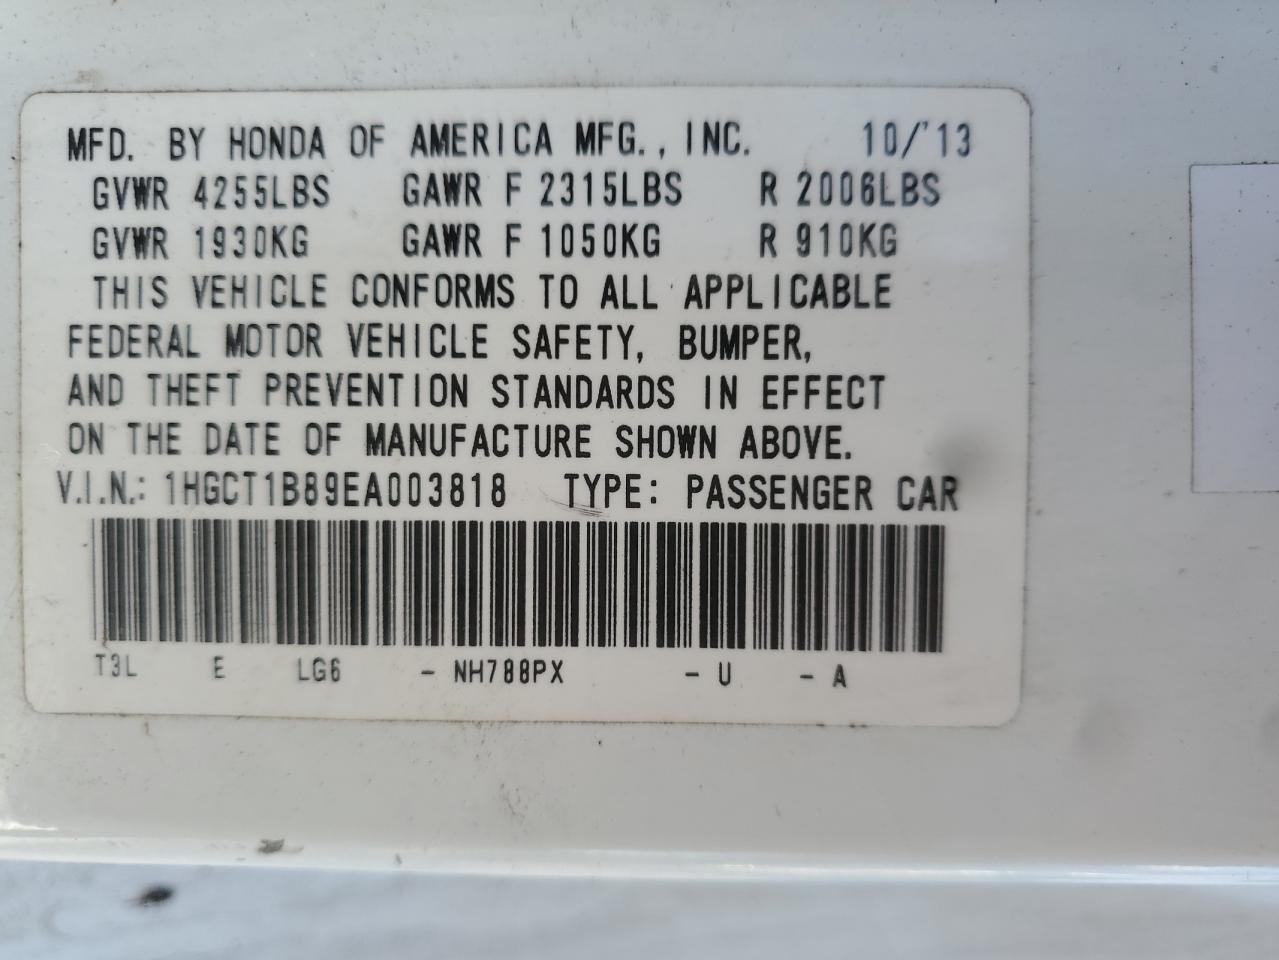 MFD. BY HONDA OF AMERICA MFG., INC. 10/'13
GVWR 4255LBS GAWR F 2315LBS R 2006LBS
GVWR 1930KG GAWR F 1050KG R 910KG
THIS VEHICLE CONFORMS TO ALL APPLICABLE
FEDERAL MOTOR VEHICLE SAFETY, BUMPER,
AND THEFT PREVENTION STANDARDS IN EFFECT
ON THE DATE OF MANUFACTURE SHOWN ABOVE.
V.I.N.: 1HGCT1B89EA003818 TYPE: PASSENGER CAR
T3L E LG6 - NH788PX - U - A